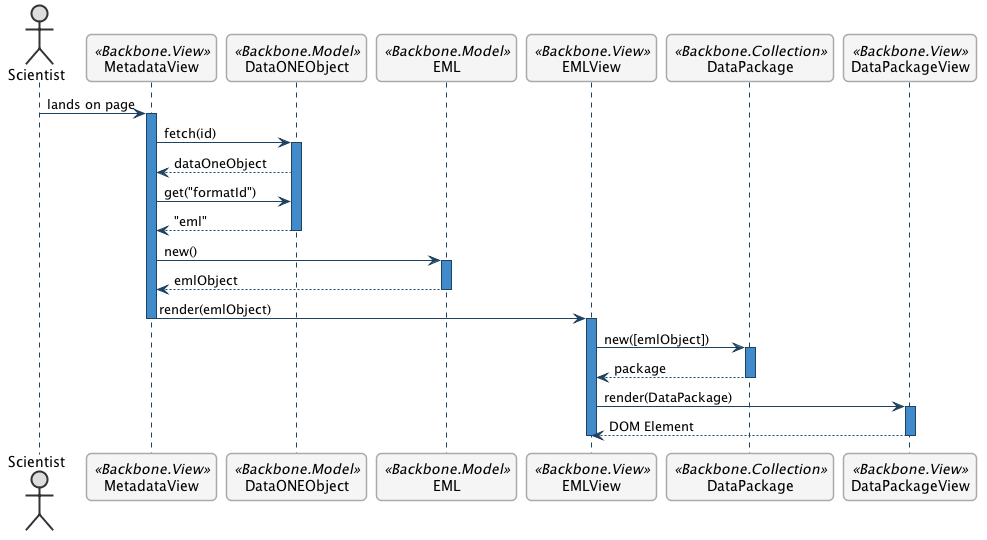 Scientist
«Backbone.View»
MetadataView
«Backbone.Model»
DataONEObject
«Backbone.Model»
EML
«Backbone.View»
EMLView
«Backbone.Collection»
DataPackage
«Backbone.View»
DataPackageView
lands on page
fetch(id)
dataOneObject
get("formatId")
"eml"
new()
emlObject
render(emlObject)
new([emlObject])
package
render(DataPackage)
DOM Element
Scientist
«Backbone.View»
MetadataView
«Backbone.Model»
DataONEObject
«Backbone.Model»
EML
«Backbone.View»
EMLView
«Backbone.Collection»
DataPackage
«Backbone.View»
DataPackageView